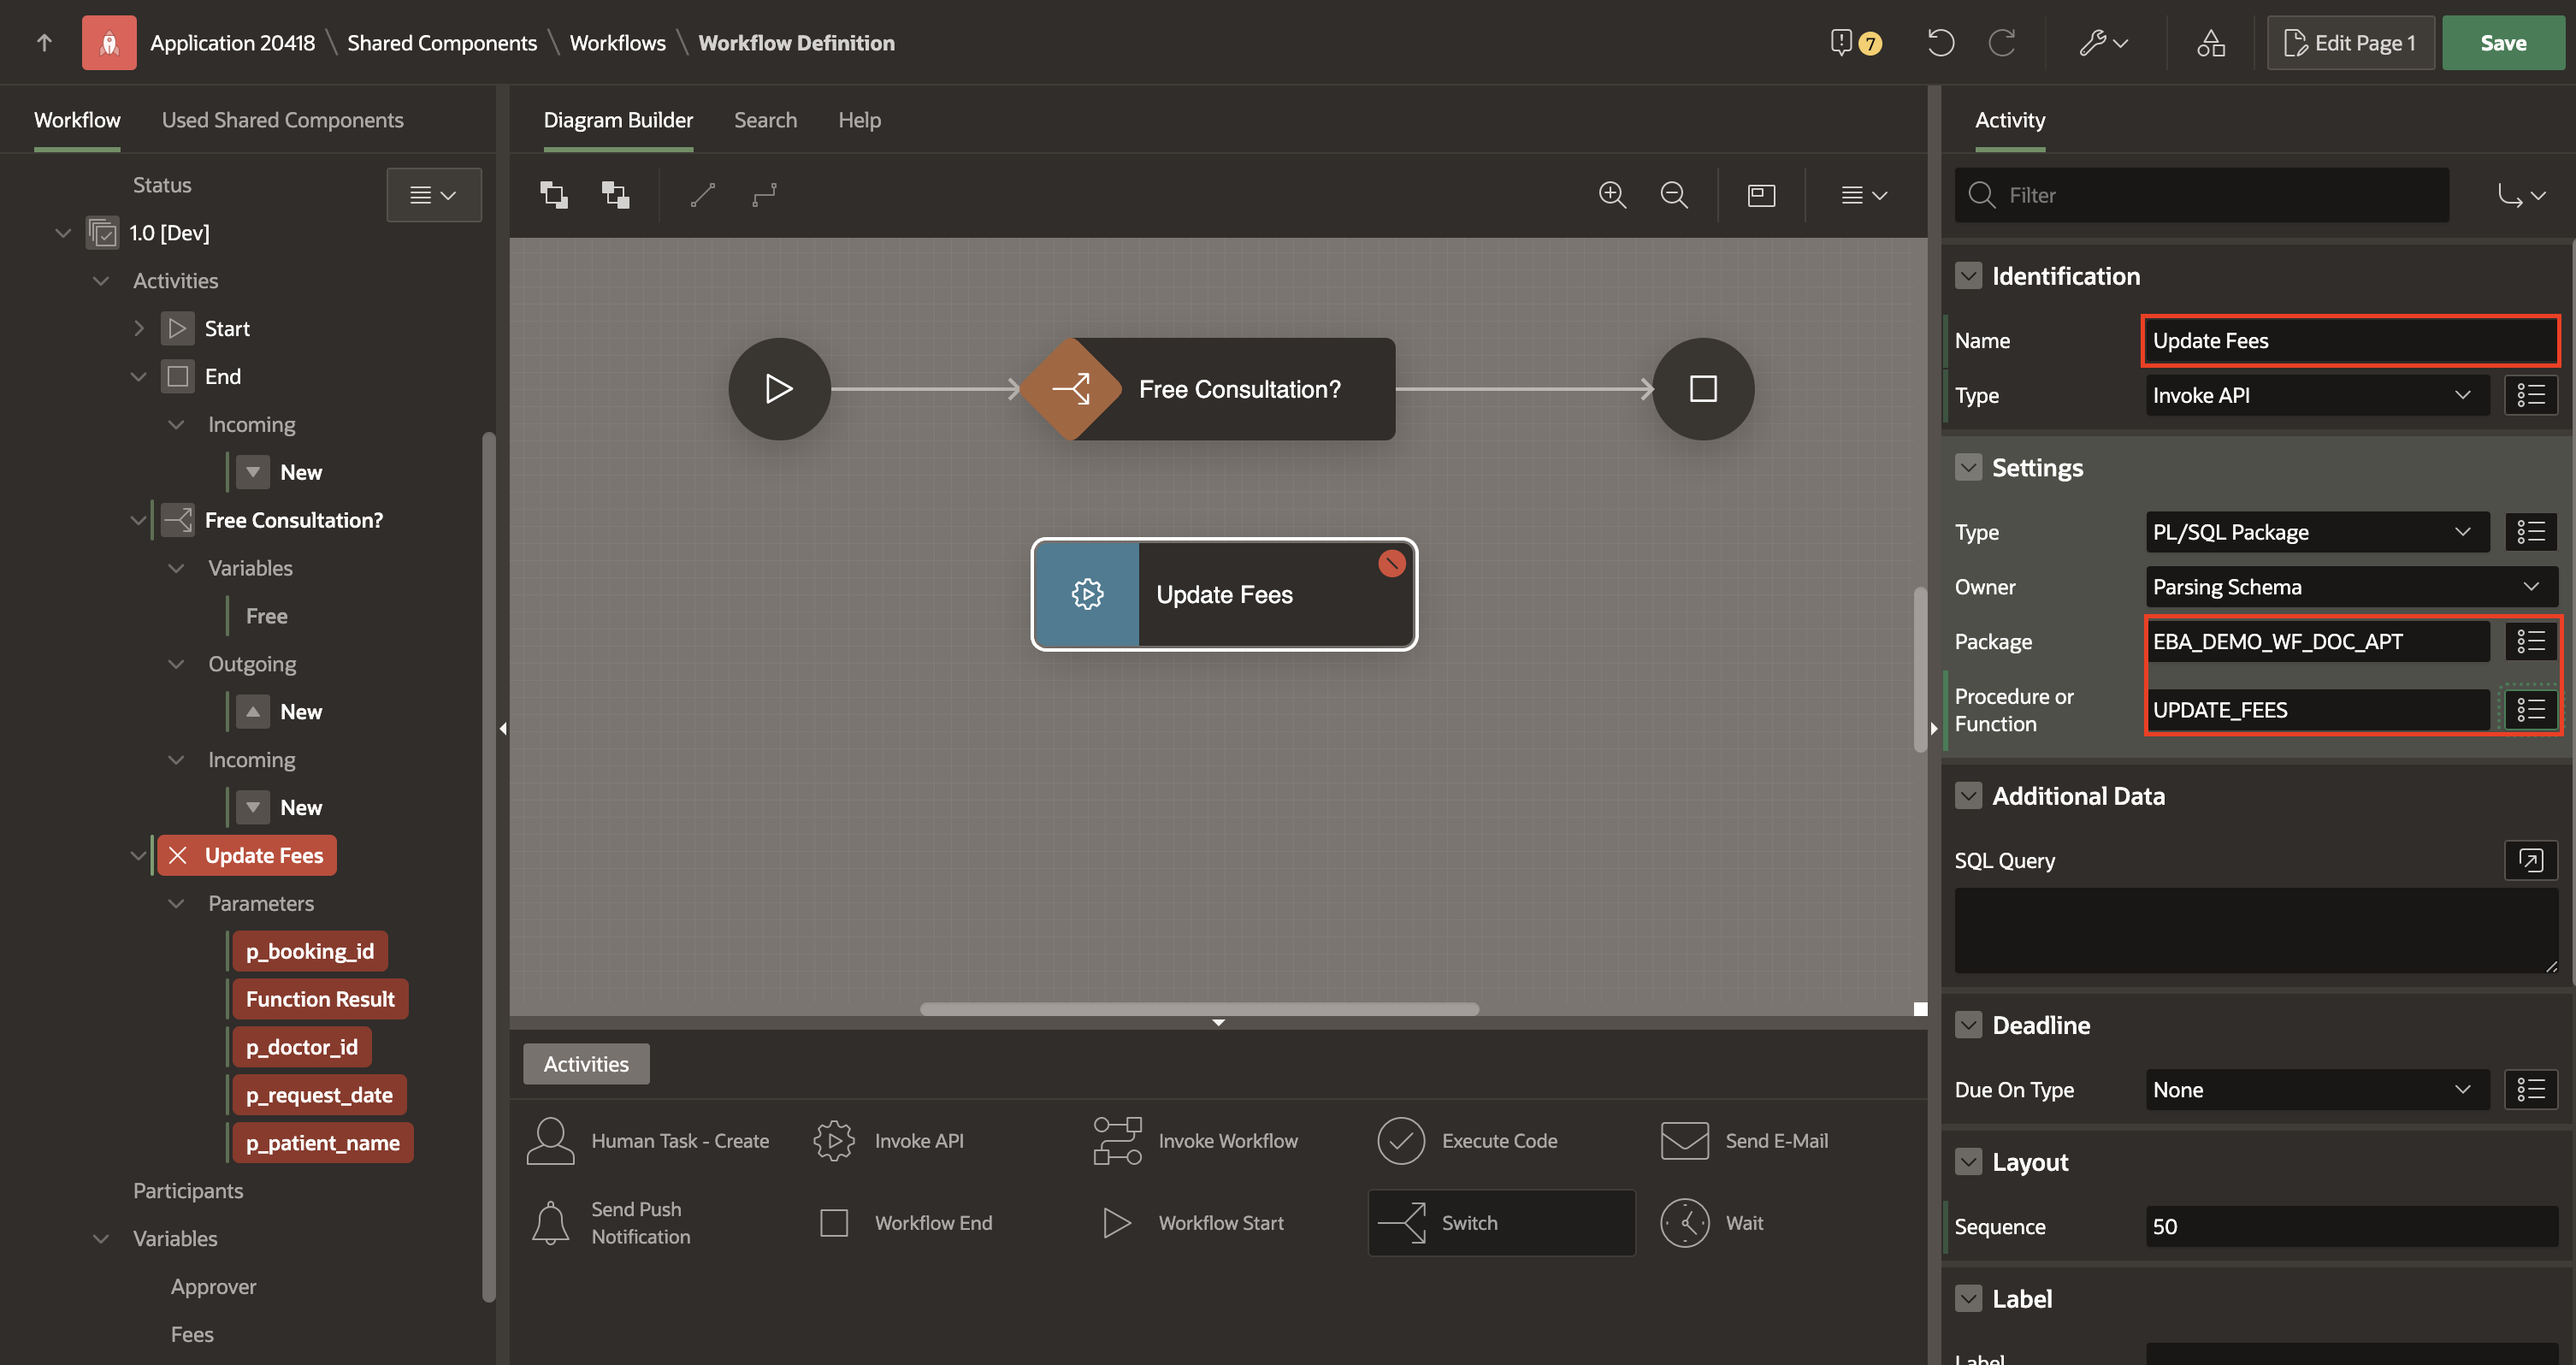 Application 20418 \ Shared Components \ Workflows \ Workflow Definition
7
Edit Page 1
Save
Workflow
Used Shared Components
Status
1.0 [Dev]
Activities
Start
End
Incoming
New
Free Consultation?
Variables
Free
Outgoing
New
Incoming
New
Update Fees
Parameters
p_booking_id
Function Result
p_doctor_id
p_request_date
p_patient_name
Participants
Variables
Approver
Fees
Diagram Builder
Search
Help
Free Consultation?
Update Fees
Activities
Human Task - Create
Invoke API
Invoke Workflow
Execute Code
Send E-Mail
Send Push
Notification
Workflow End
Workflow Start
Switch
Wait
Activity
Filter
Identification
Name
Update Fees
Type
Invoke API
Settings
Type
PL/SQL Package
Owner
Parsing Schema
Package
EBA_DEMO_WF_DOC_APT
Procedure or
Function
UPDATE_FEES
Additional Data
SQL Query
Deadline
Due On Type
None
Layout
Sequence
50
Label
Label